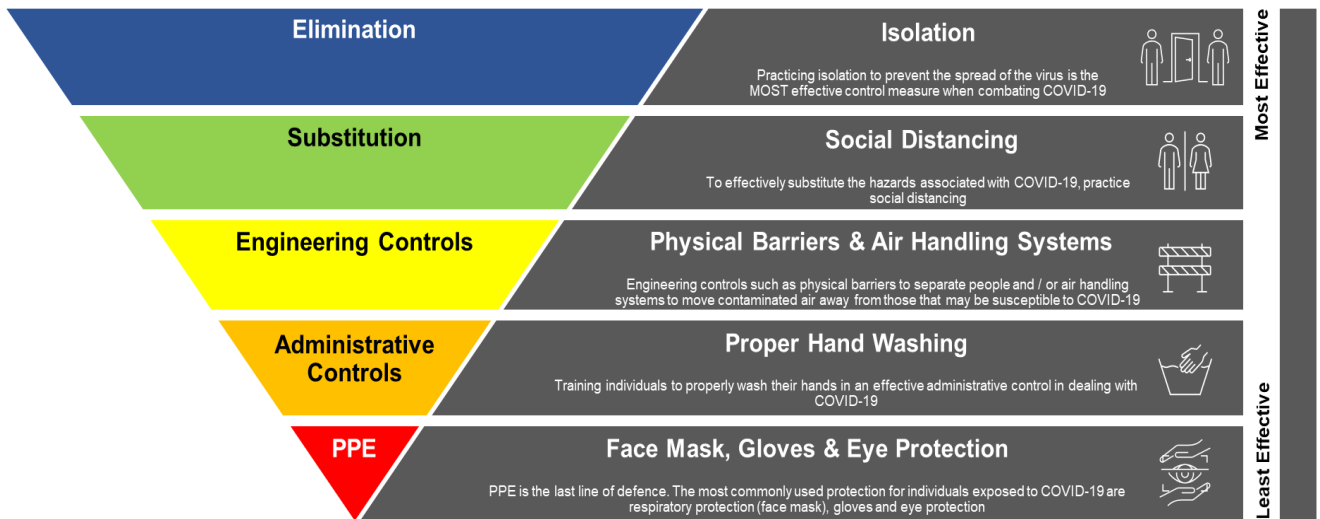 Elimination
Isolation
Practicing isolation to prevent the spread of the virus is the
MOST effective control measure when combating COVID-19
Most Effective
Substitution
Social Distancing
To effectively substitute the hazards associated with COVID-19, practice
social distancing
Engineering Controls
Physical Barriers & Air Handling Systems
Engineering controls such as physical barriers to separate people and / or air handling
systems to move contaminated air away from those that may be susceptible to COVID-19
Administrative
Controls
Proper Hand Washing
Training individuals to properly wash their hands in an effective administrative control in dealing with
COVID-19
PPE
Face Mask, Gloves & Eye Protection
PPE is the last line of defence. The most commonly used protection for individuals exposed to COVID-19 are
respiratory protection (face mask), gloves and eye protection
Least Effective